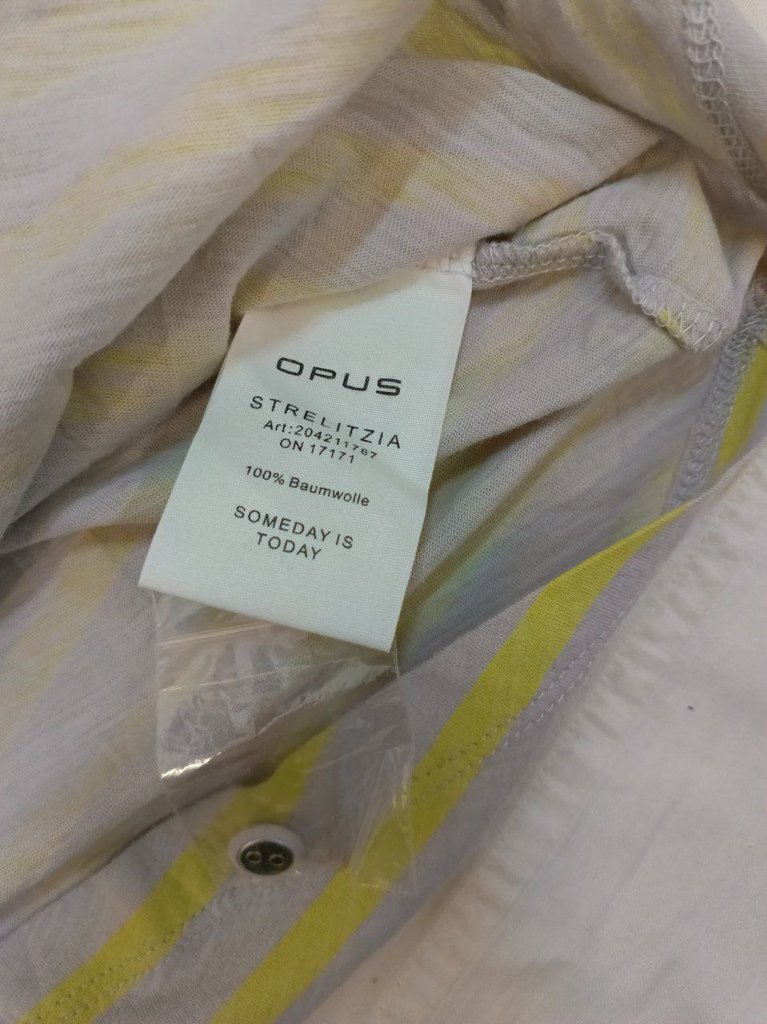 OPUS
STRELITZIA
Art:204211767
ON 17171
100% Baumwolle
SOMEDAY IS
TODAY